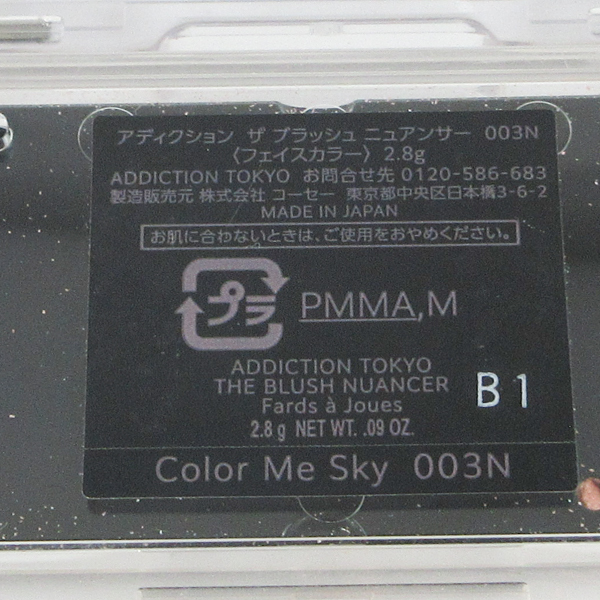 アディクション ザ ブラッシュ ニュアンサー 003N
〈フェイスカラー〉 2.8g
ADDICTION TOKYO お問合せ先 0120-586-683
製造販売元 株式会社 コーセー 東京都中央区日本橋3-6-2
MADE IN JAPAN
お肌に合わないときは、ご使用をおやめください。
プラ PMMA,M
ADDICTION TOKYO
THE BLUSH NUANCER
Fards à Joues
2.8 g NET WT. .09 OZ.
B1
Color Me Sky 003N